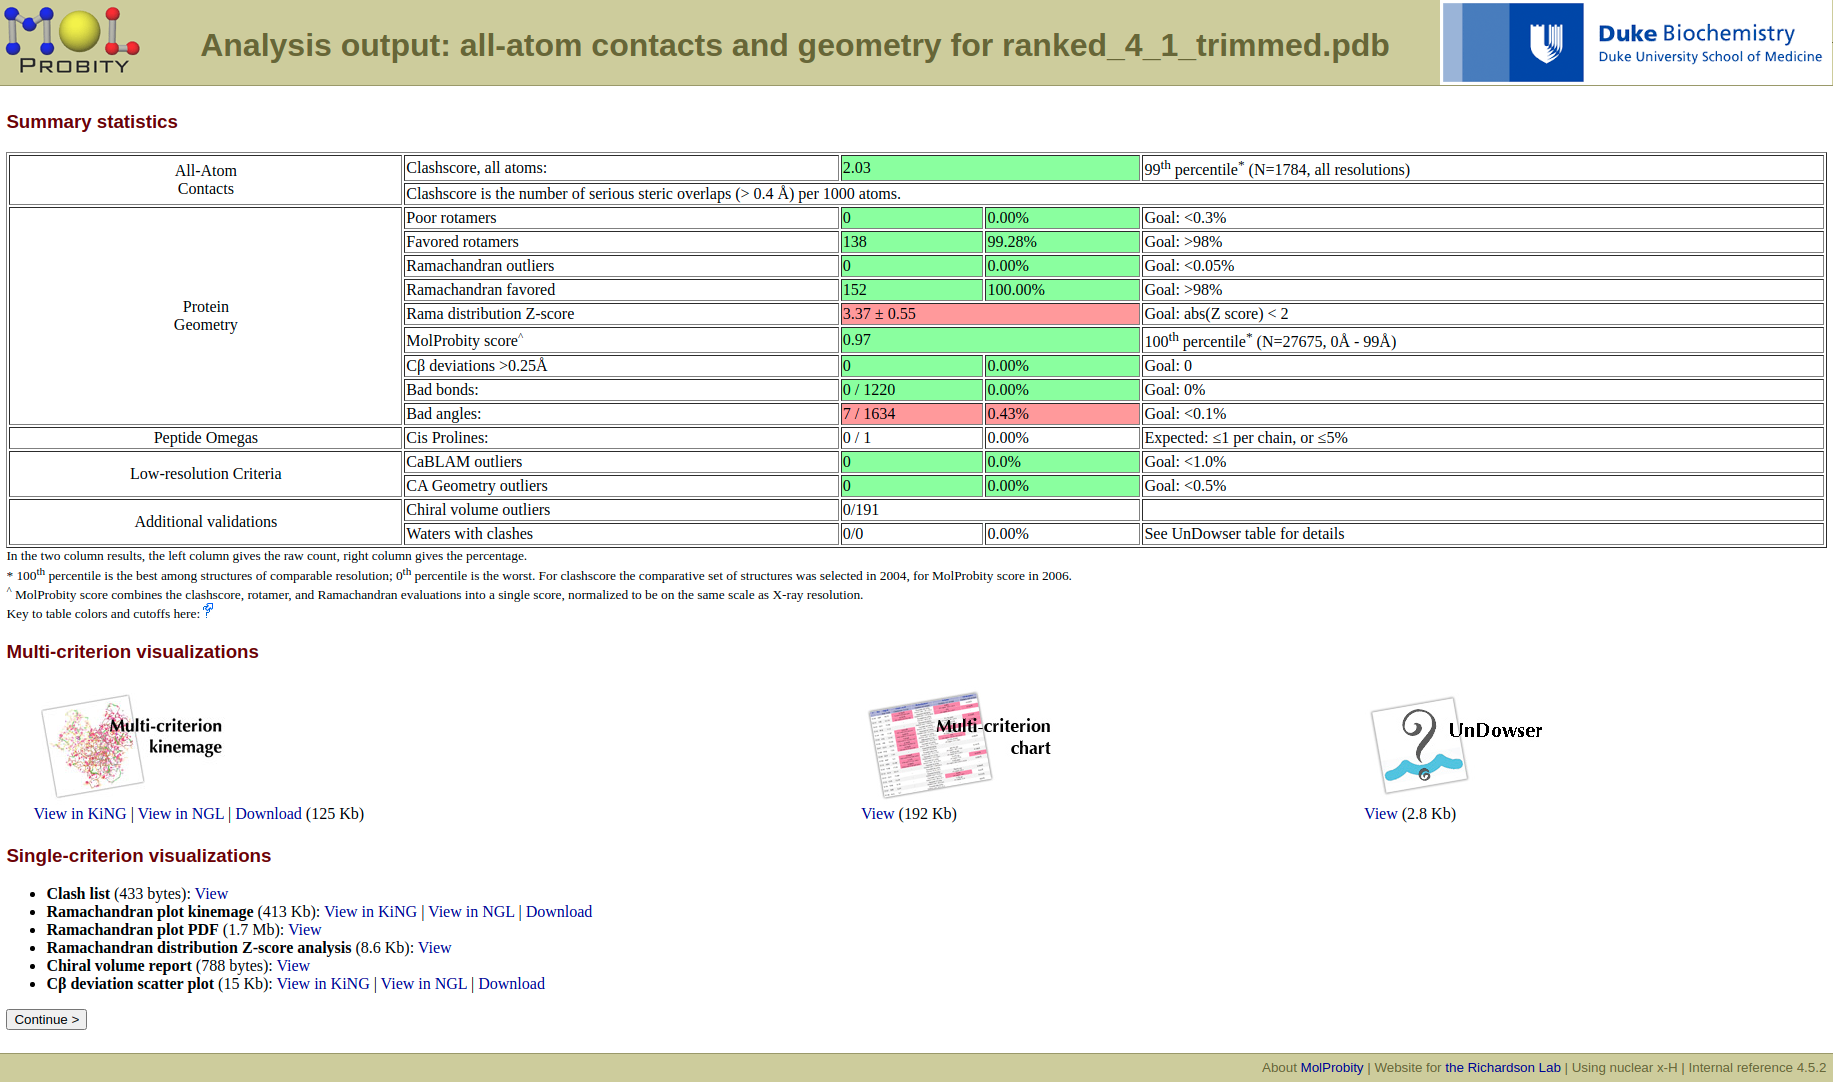 MOL
PROBITY
Analysis output: all-atom contacts and geometry for ranked_4_1_trimmed.pdb
Duke Biochemistry
Duke University School of Medicine
Summary statistics
All-Atom
Contacts
Clashscore, all atoms: 2.03 99th percentile* (N=1784, all resolutions)
Clashscore is the number of serious steric overlaps (> 0.4 Å) per 1000 atoms.
Protein
Geometry
Poor rotamers 0 0.00% Goal: <0.3%
Favored rotamers 138 99.28% Goal: >98%
Ramachandran outliers 0 0.00% Goal: <0.05%
Ramachandran favored 152 100.00% Goal: >98%
Rama distribution Z-score 3.37 ± 0.55 Goal: abs(Z score) < 2
MolProbity score^ 0.97 100th percentile* (N=27675, 0Å - 99Å)
Cβ deviations >0.25Å 0 0.00% Goal: 0
Bad bonds: 0 / 1220 0.00% Goal: 0%
Bad angles: 7 / 1634 0.43% Goal: <0.1%
Peptide Omegas Cis Prolines: 0 / 1 0.00% Expected: ≤1 per chain, or ≤5%
Low-resolution Criteria
CaBLAM outliers 0 0.0% Goal: <1.0%
CA Geometry outliers 0 0.00% Goal: <0.5%
Additional validations
Chiral volume outliers 0/191
Waters with clashes 0/0 0.00% See UnDowser table for details
In the two column results, the left column gives the raw count, right column gives the percentage.
* 100th percentile is the best among structures of comparable resolution; 0th percentile is the worst. For clashscore the comparative set of structures was selected in 2004, for MolProbity score in 2006.
^ MolProbity score combines the clashscore, rotamer, and Ramachandran evaluations into a single score, normalized to be on the same scale as X-ray resolution.
Key to table colors and cutoffs here:
Multi-criterion visualizations
Multi-criterion
kinemage
Multi-criterion
chart
UnDowser
View in KiNG | View in NGL | Download (125 Kb)
View (192 Kb)
View (2.8 Kb)
Single-criterion visualizations
• Clash list (433 bytes): View
• Ramachandran plot kinemage (413 Kb): View in KiNG | View in NGL | Download
• Ramachandran plot PDF (1.7 Mb): View
• Ramachandran distribution Z-score analysis (8.6 Kb): View
• Chiral volume report (788 bytes): View
• Cβ deviation scatter plot (15 Kb): View in KiNG | View in NGL | Download
Continue >
About MolProbity | Website for the Richardson Lab | Using nuclear x-H | Internal reference 4.5.2